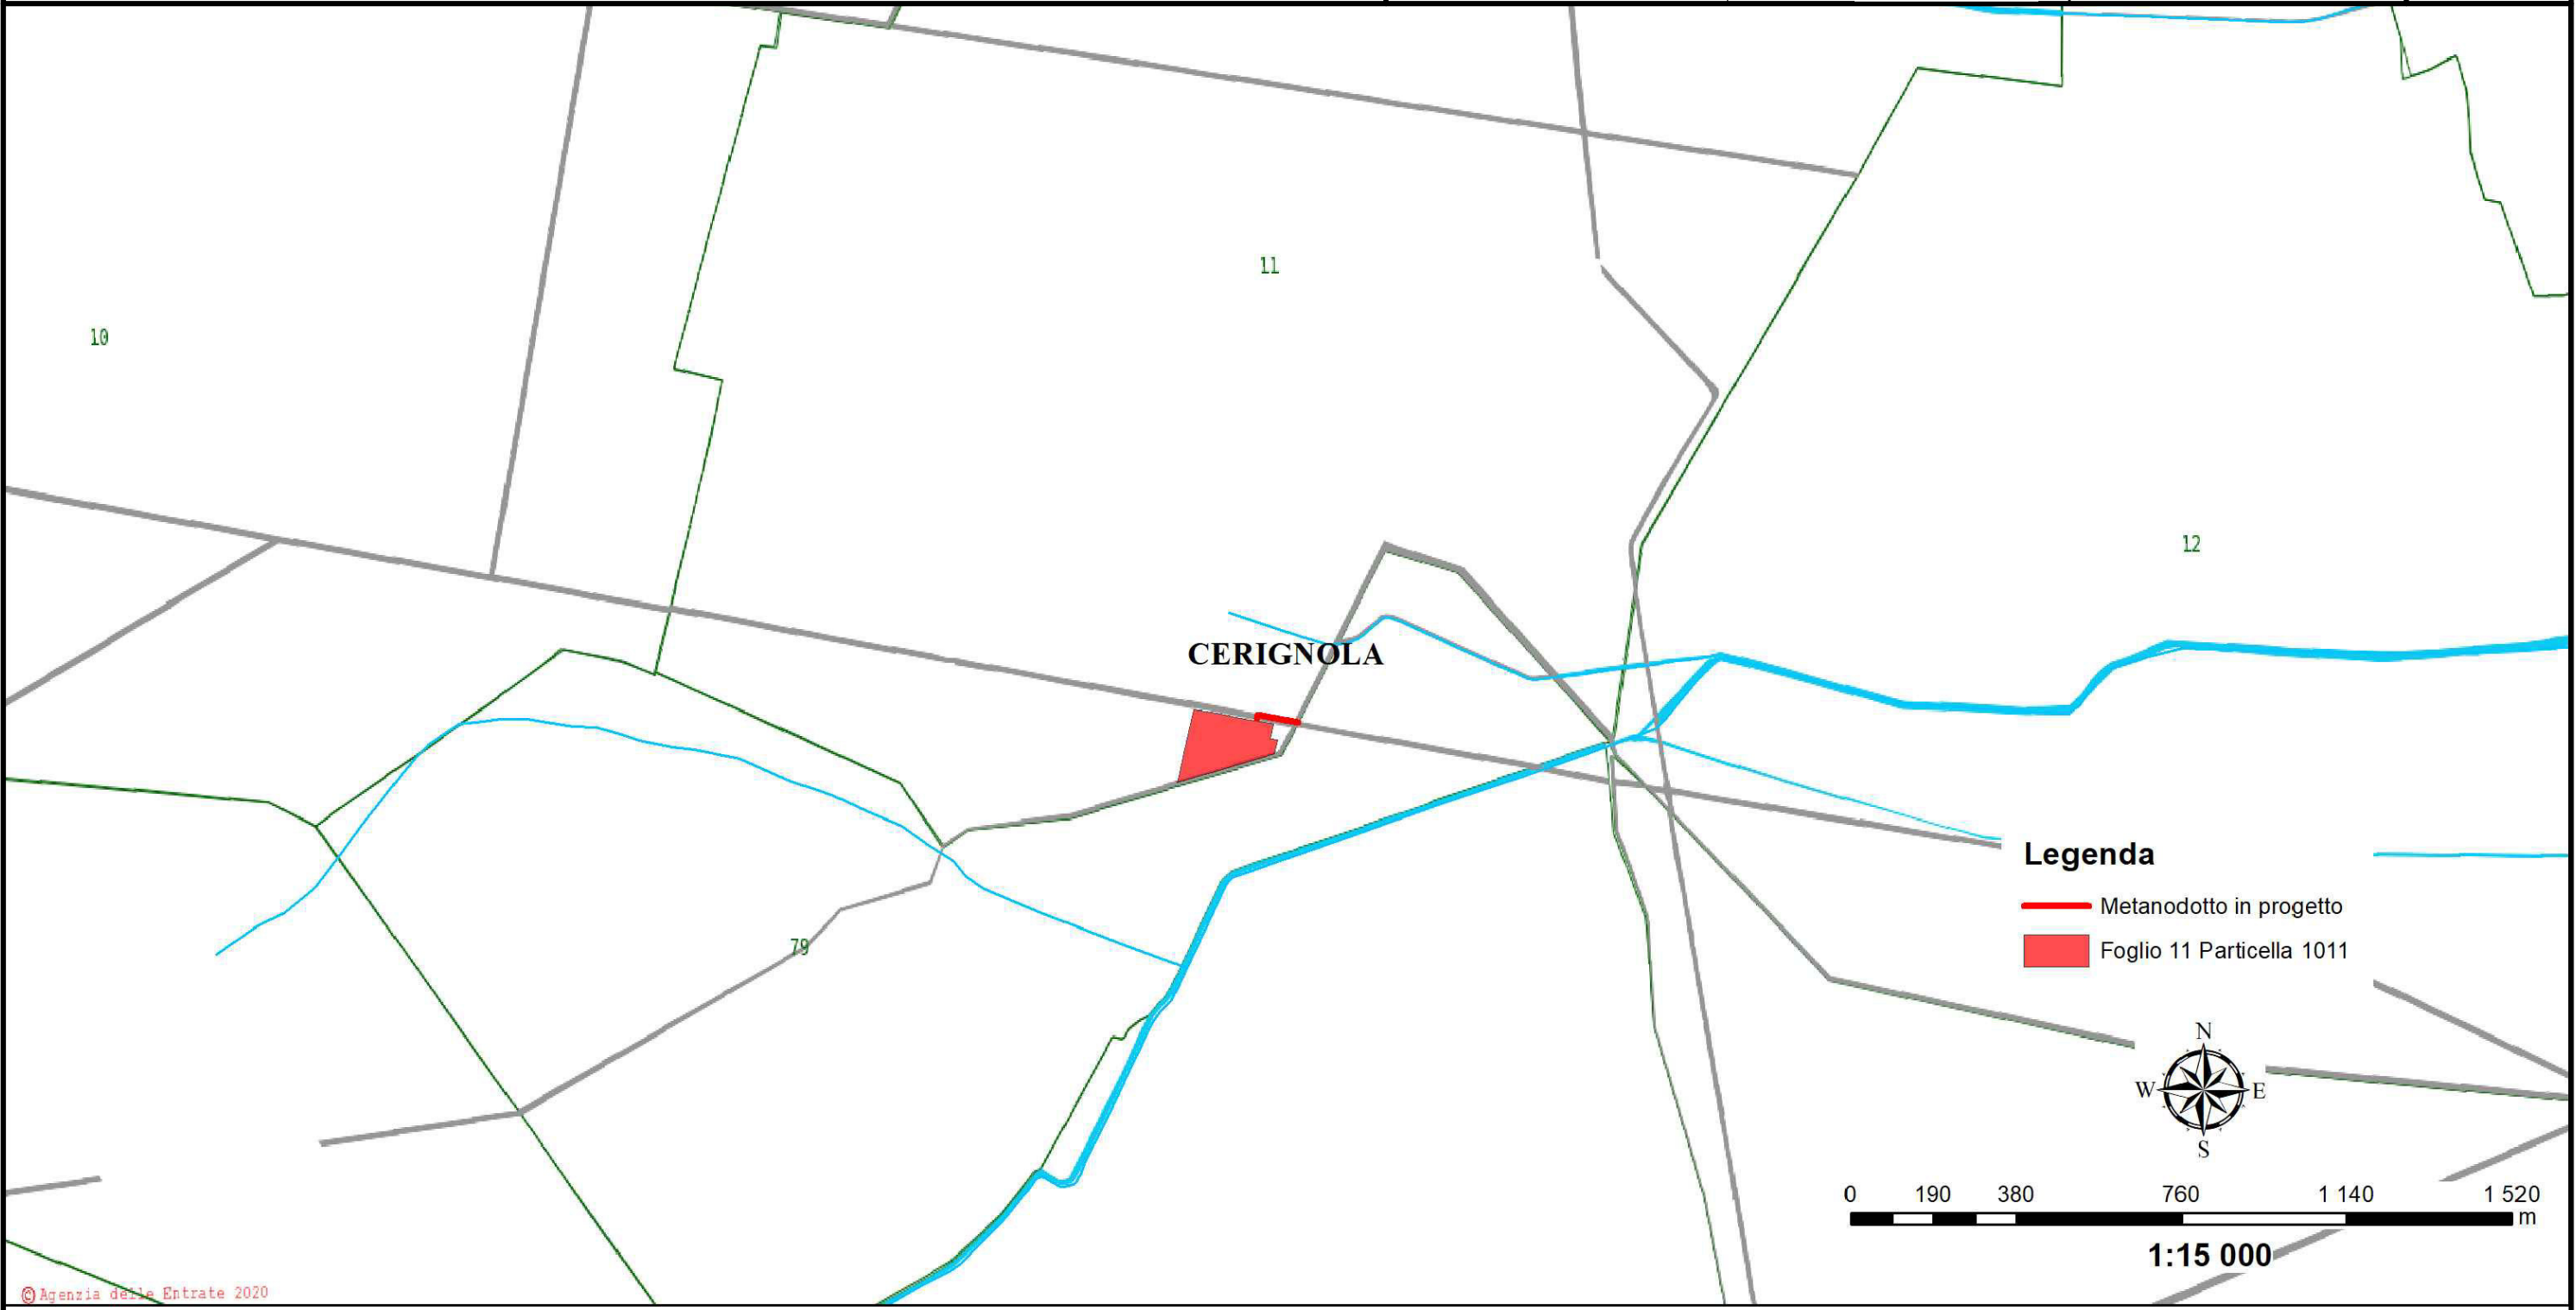 11
10
12
CERIGNOLA
79
Legenda
Metanodotto in progetto
Foglio 11 Particella 1011
N
W E
S
0 190 380 760 1 140 1 520
m
1:15 000
©Agenzia delle Entrate 2020